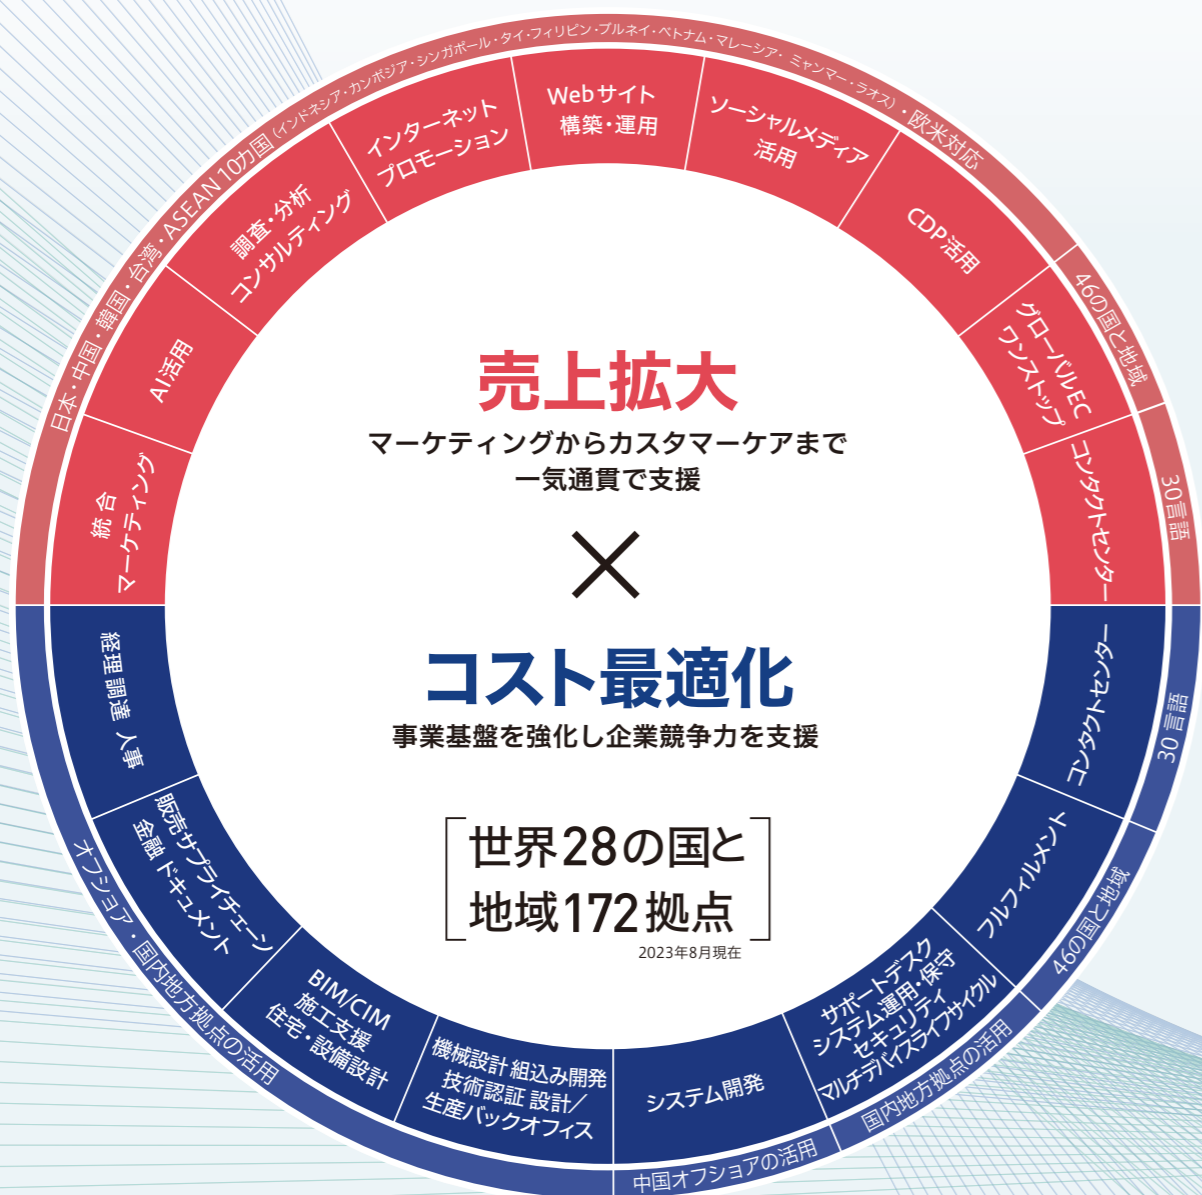 日本・中国・韓国・台湾・ASEAN 10カ国(インドネシア・カンボジア・シンガポール・タイ・フィリピン・ブルネイ・ベトナム・マレーシア・ミャンマー・ラオス)・欧米対応
46の国と地域
30言語
統合
マーケティング
AI活用
調査・分析
コンサルティング
インターネット
プロモーション
Webサイト
構築・運用
ソーシャルメディア
活用
CDP活用
グローバルEC
ワンストップ
コンタクトセンター
売上拡大
マーケティングからカスタマーケアまで
一気通貫で支援
×
コスト最適化
事業基盤を強化し企業競争力を支援
世界28の国と
地域172拠点
2023年8月現在
コンタクトセンター
フルフィルメント
サポートデスク
システム運用・保守
セキュリティ
マルチデバイスライフサイクル
システム開発
機械設計 組込み開発
技術認証 設計/
生産バックオフィス
BIM/CIM
施工支援
住宅・設備設計
販売サプライチェーン
金融 ドキュメント
経理 調達 人事
30言語
46の国と地域
国内地方拠点の活用
中国オフショアの活用
オフショア・国内地方拠点の活用